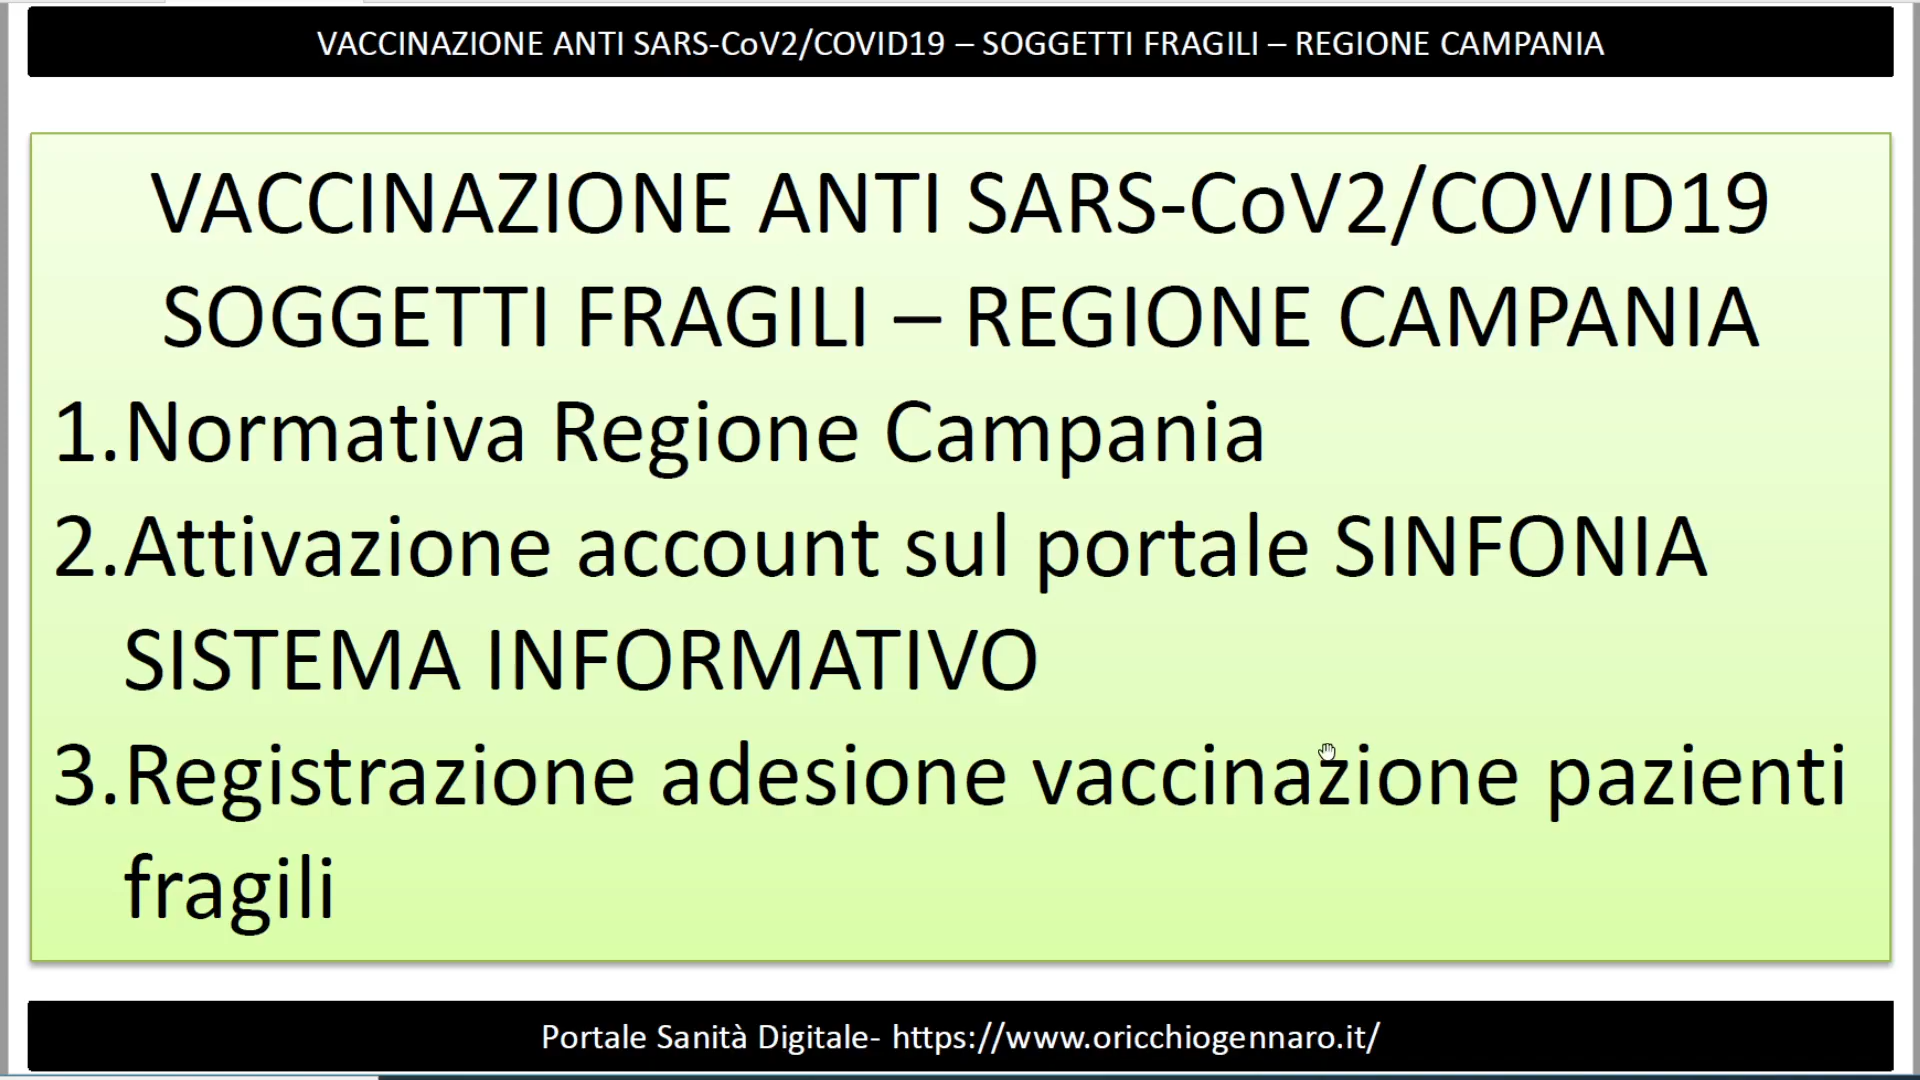 VACCINAZIONE ANTI SARS-CoV2/COVID19 – SOGGETTI FRAGILI – REGIONE CAMPANIA
VACCINAZIONE ANTI SARS-CoV2/COVID19
SOGGETTI FRAGILI – REGIONE CAMPANIA
1.Normativa Regione Campania
2.Attivazione account sul portale SINFONIA
SISTEMA INFORMATIVO
3.Registrazione adesione vaccinazione pazienti
fragili
Portale Sanità Digitale- https://www.oricchiogennaro.it/